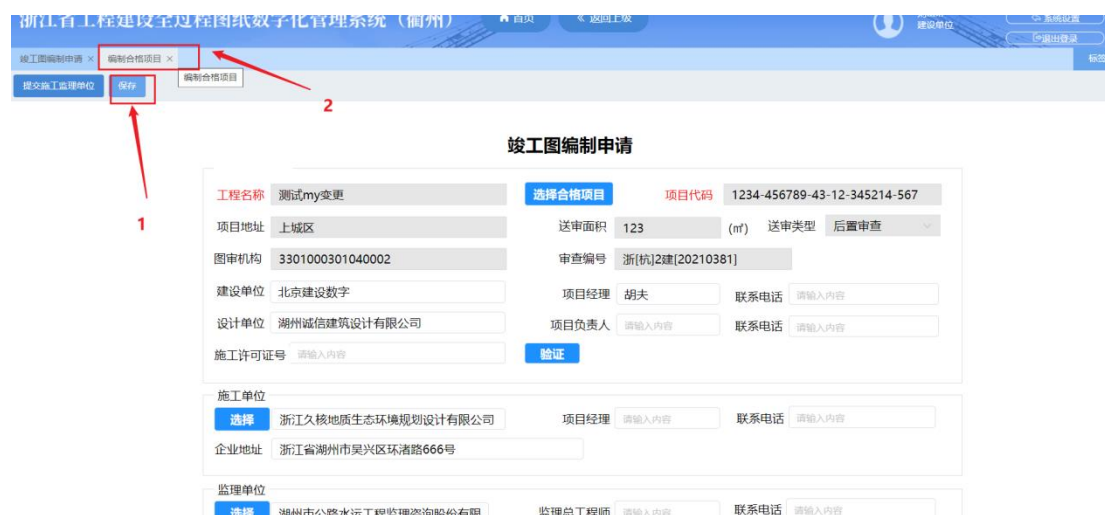 浙江省工程建设全过程图纸数字化管理系统（衢州） 首页 返回上级 建设单位 系统设置
退出登录
竣工图编制申请 × 编制合格项目 × 标签
提交施工监理单位 保存 编制合格项目
2
竣工图编制申请
工程名称 测试my变更 选择合格项目 项目代码 1234-456789-43-12-345214-567
1 项目地址 上城区 送审面积 123 (㎡) 送审类型 后置审查
图审机构 3301000301040002 审查编号 浙[杭]2建[20210381]
建设单位 北京建设数字 项目经理 胡夫 联系电话 请输入内容
设计单位 湖州诚信建筑设计有限公司 项目负责人 请输入内容 联系电话 请输入内容
施工许可证号 请输入内容 验证
施工单位
选择 浙江久核地质生态环境规划设计有限公司 项目经理 请输入内容 联系电话 请输入内容
企业地址 浙江省湖州市吴兴区环渚路666号
监理单位
选择 湖州市公路水运工程监理咨询股份有限 监理总工程师 请输入内容 联系电话 请输入内容